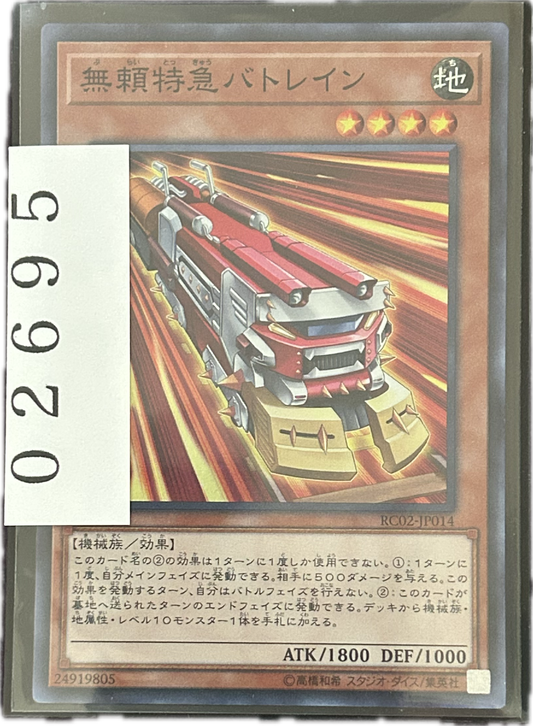 無頼特急バトレイン
地
02695
RC02-JP014
【機械族/効果】
このカード名の②の効果は1ターンに1度しか使用できない。①:1ターンに
1度、自分メインフェイズに発動できる。相手に500ダメージを与える。この
効果を発動するターン、自分はバトルフェイズを行えない。②:このカードが
墓地へ送られたターンのエンドフェイズに発動できる。デッキから機械族・
地属性・レベル10モンスター1体を手札に加える。
ATK/1800 DEF/1000
24919805
©高橋和希 スタジオ・ダイス/集英社